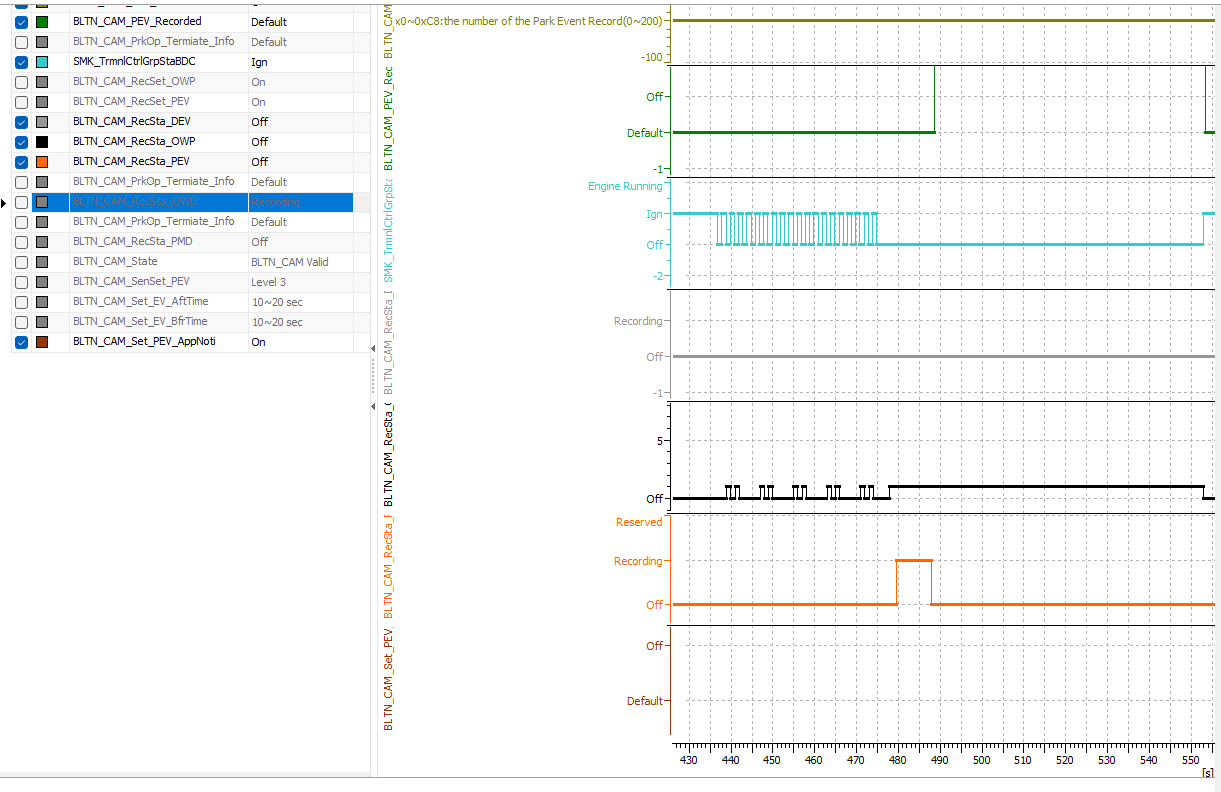 BLTN_CAM_PEV_Recorded Default
BLTN_CAM_PrkOp_Termiate_Info Default
SMK_TrmnlCtrlGrpStaBDC Ign
BLTN_CAM_RecSet_OWP On
BLTN_CAM_RecSet_PEV On
BLTN_CAM_RecSta_DEV Off
BLTN_CAM_RecSta_OWP Off
BLTN_CAM_RecSta_PEV Off
BLTN_CAM_PrkOp_Termiate_Info Default
BLTN_CAM_RecSta_OWD Recording
BLTN_CAM_PrkOp_Termiate_Info Default
BLTN_CAM_RecSta_PMD Off
BLTN_CAM_State BLTN_CAM Valid
BLTN_CAM_SenSet_PEV Level 3
BLTN_CAM_Set_EV_AftTime 10~20 sec
BLTN_CAM_Set_EV_BfrTime 10~20 sec
BLTN_CAM_Set_PEV_AppNoti On
BLTN_CAM
x0~0xC8:the number of the Park Event Record(0~200)
-100
BLTN_CAM_PEV_Rec
Off
Default
-1
SMK_TrmnlCtrlGrpSta
Engine Running
Ign
Off
-2
BLTN_CAM_RecSta_
Recording
Off
-1
BLTN_CAM_RecSta_
5
Off
BLTN_CAM_RecSta_
Reserved
Recording
Off
BLTN_CAM_Set_PEV_
Off
Default
430 440 450 460 470 480 490 500 510 520 530 540 550
[s]